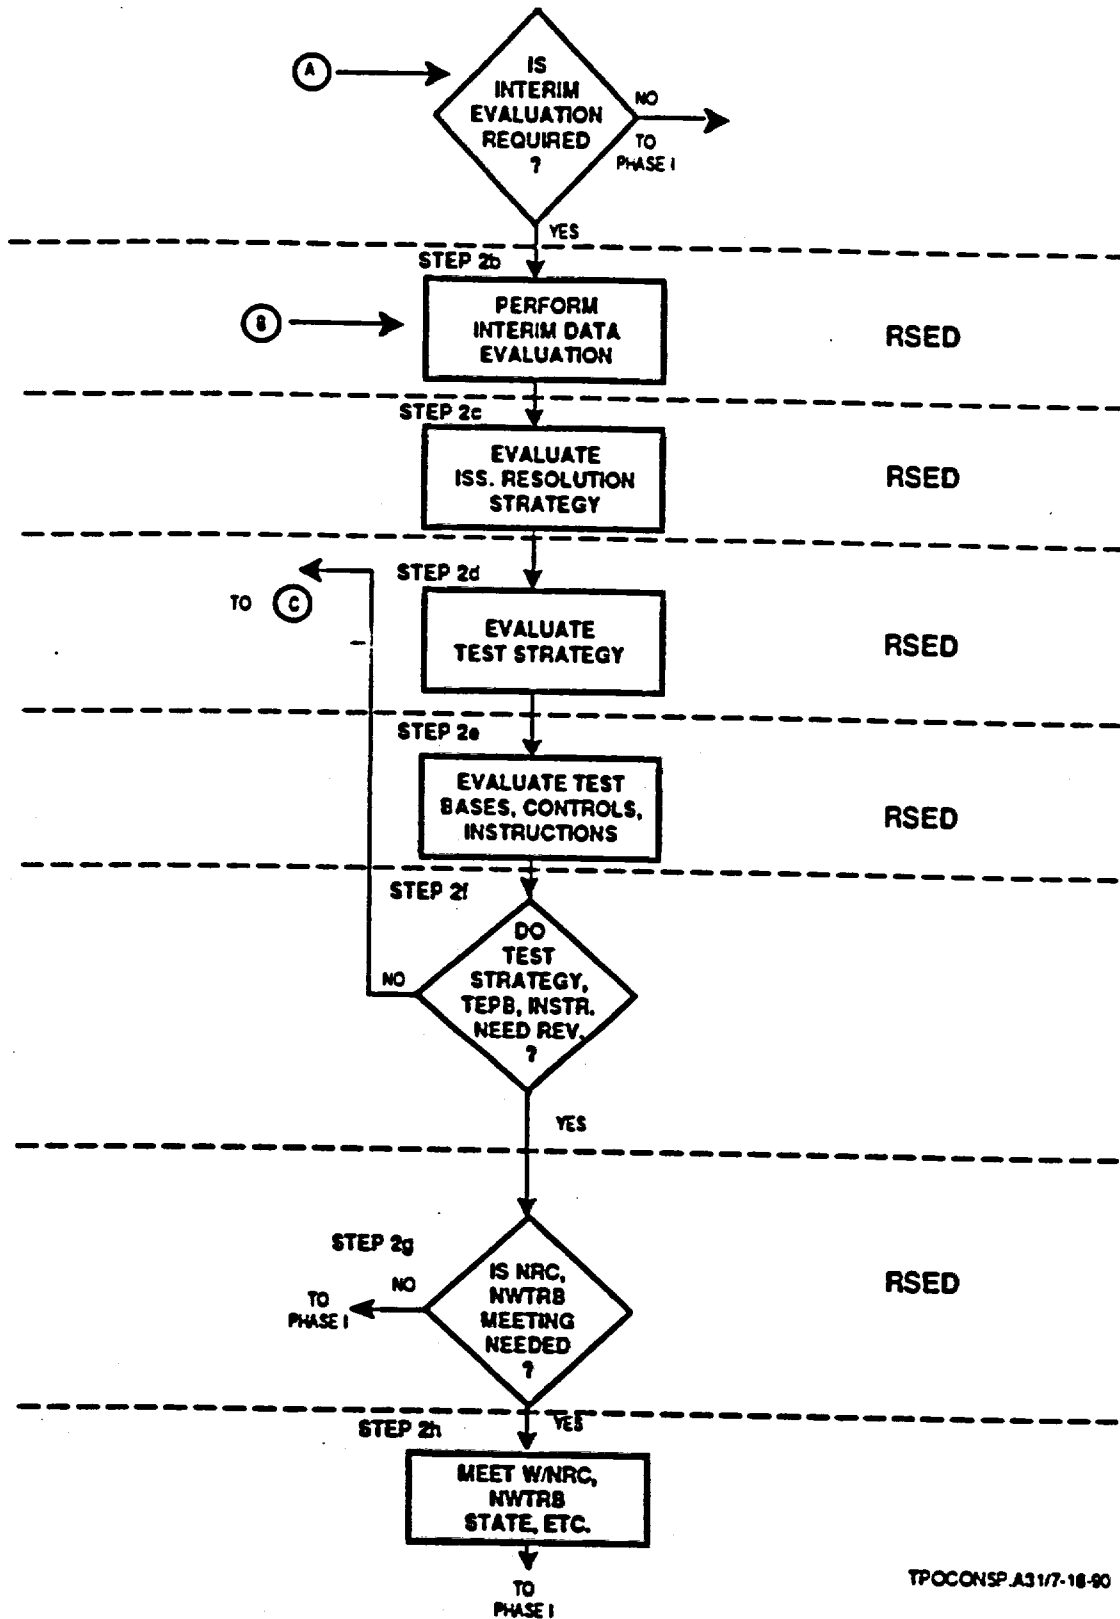 A
IS
INTERIM
EVALUATION
REQUIRED
?
NO
TO
PHASE I
YES
STEP 2b
B
PERFORM
INTERIM DATA
EVALUATION
RSED
STEP 2c
EVALUATE
ISS. RESOLUTION
STRATEGY
RSED
STEP 2d
TO C
EVALUATE
TEST STRATEGY
RSED
STEP 2e
EVALUATE TEST
BASES, CONTROLS,
INSTRUCTIONS
RSED
STEP 2f
DO
TEST
STRATEGY,
TEPB, INSTR.
NEED REV.
?
NO
YES
STEP 2g
IS NRC,
NWTRB
MEETING
NEEDED
?
NO
TO
PHASE I
RSED
YES
STEP 2h
MEET W/NRC,
NWTRB
STATE, ETC.
TO
PHASE I
TPOCONSP.A31/7-16-90